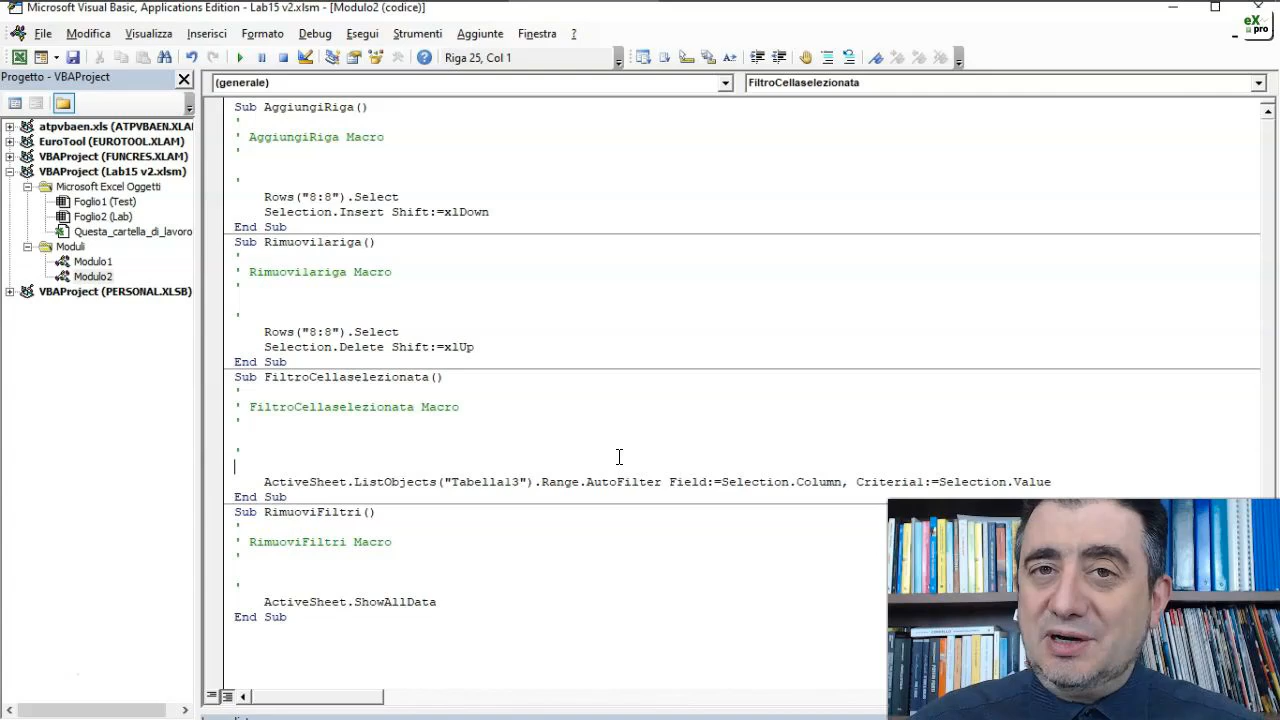 Microsoft Visual Basic, Applications Edition - Lab15 v2.xlsm - [Modulo2 (codice)]
eX
pro
File Modifica Visualizza Inserisci Formato Debug Esegui Strumenti Aggiunte Finestra ?
Riga 25, Col 1
Progetto - VBAProject
(generale)
FiltroCellaselezionata
atpvbaen.xls (ATPVBAEN.XLA
EuroTool (EUROTOOL.XLAM)
VBAProject (FUNCRES.XLAM)
VBAProject (Lab15 v2.xlsm)
Microsoft Excel Oggetti
Foglio1 (Test)
Foglio2 (Lab)
Questa_cartella_di_lavoro
Moduli
Modulo1
Modulo2
VBAProject (PERSONAL.XLSB)
Sub AggiungiRiga()
'
' AggiungiRiga Macro
'
'
Rows("8:8").Select
Selection.Insert Shift:=xlDown
End Sub
Sub Rimuovilariga()
'
' Rimuovilariga Macro
'
'
Rows("8:8").Select
Selection.Delete Shift:=xlUp
End Sub
Sub FiltroCellaselezionata()
'
' FiltroCellaselezionata Macro
'
'
ActiveSheet.ListObjects("Tabella13").Range.AutoFilter Field:=Selection.Column, Criteria1:=Selection.Value
End Sub
Sub RimuoviFiltri()
'
' RimuoviFiltri Macro
'
'
ActiveSheet.ShowAllData
End Sub